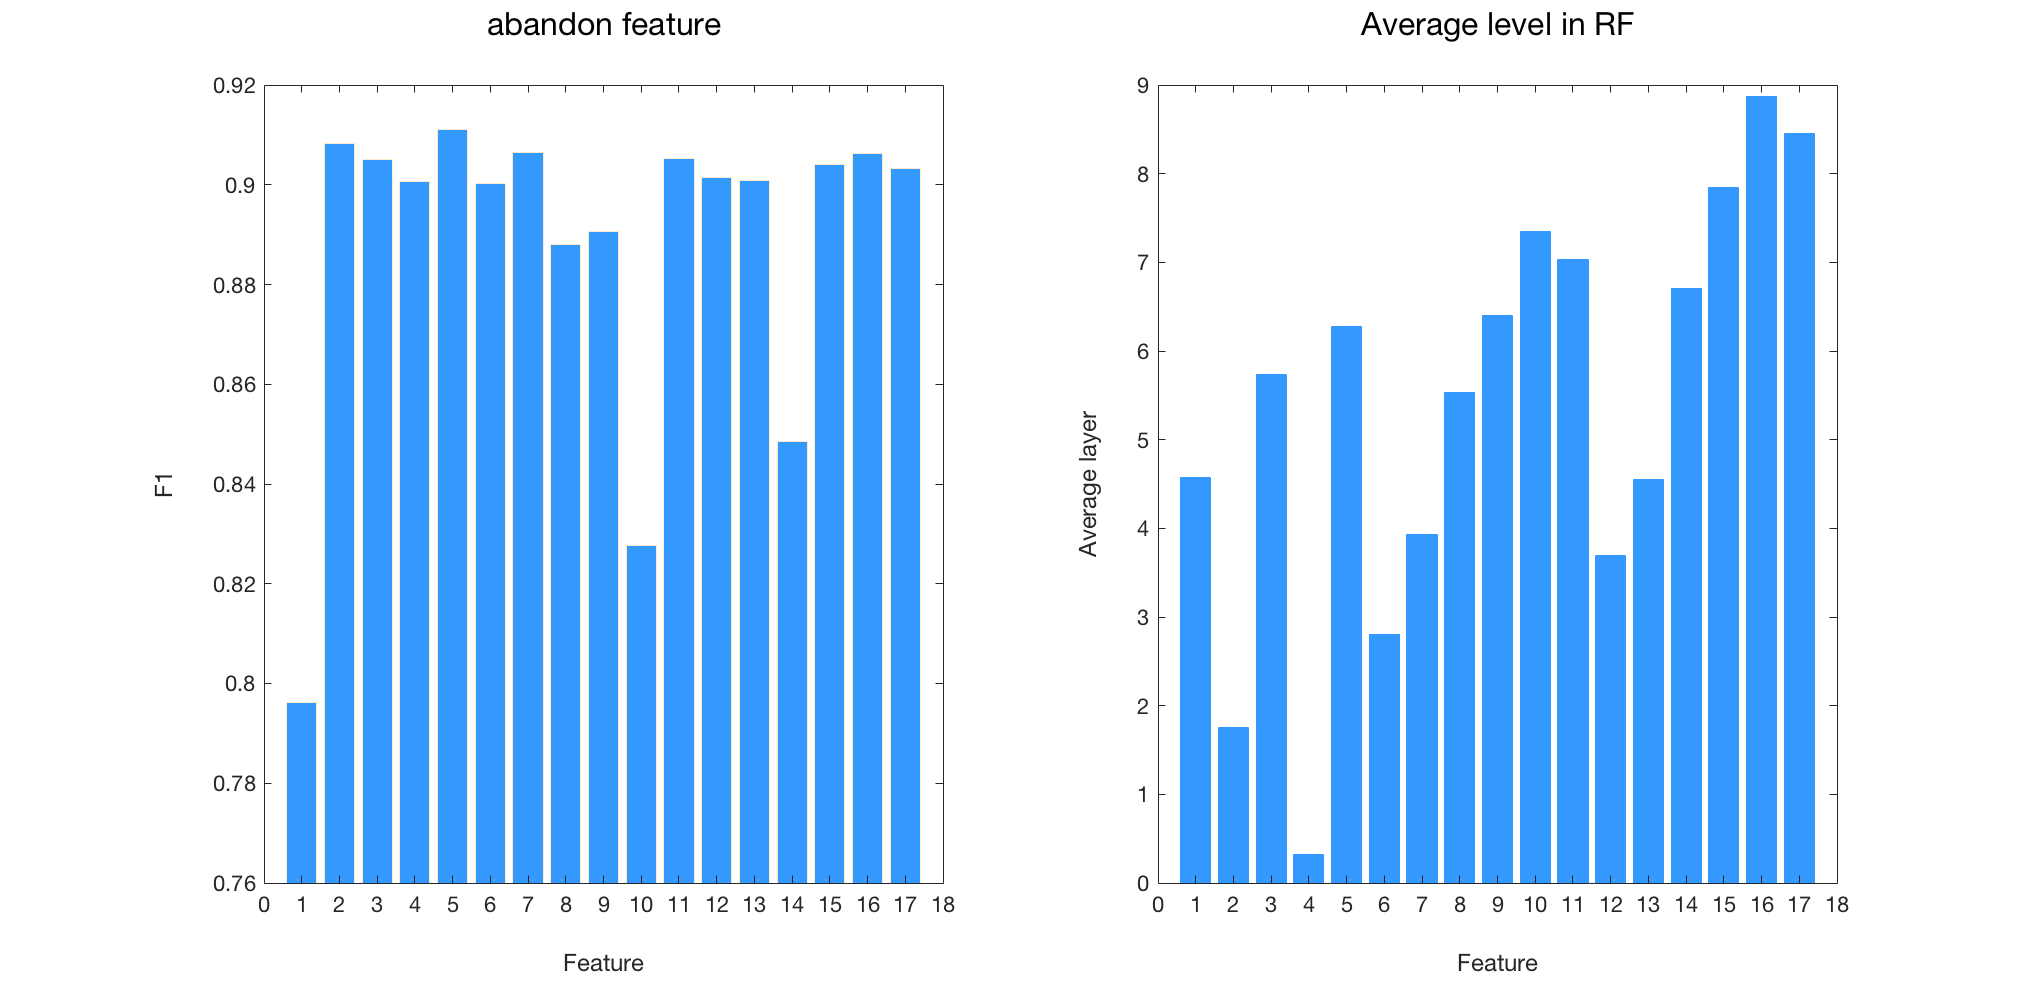 abandon feature
0.92
0.9
0.88
0.86
0.84
0.82
0.8
0.78
0.76
F1
0 1 2 3 4 5 6 7 8 9 10 11 12 13 14 15 16 17 18
Feature
Average level in RF
9
8
7
6
5
4
3
2
1
0
Average layer
0 1 2 3 4 5 6 7 8 9 10 11 12 13 14 15 16 17 18
Feature